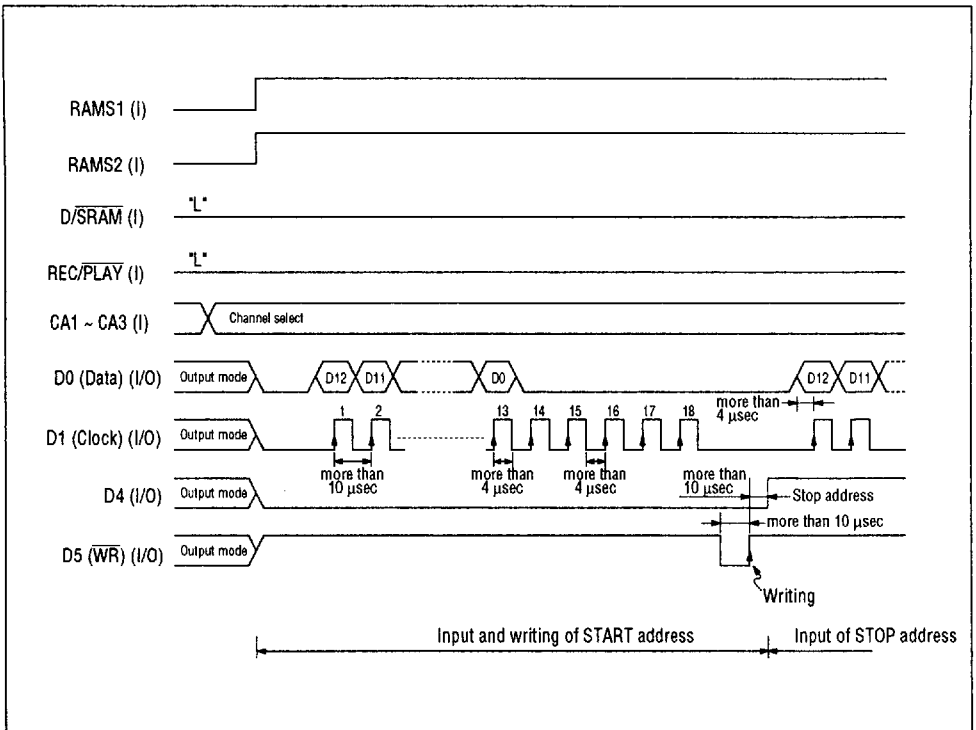 RAMS1 (I)
RAMS2 (I)
"L"
D/SRAM (I)
"L"
REC/PLAY (I)
CA1 ~ CA3 (I) Channel select
D0 (Data) (I/O) Output mode D12 D11 D0 D12 D11
more than
4 μsec
1 2 13 14 15 16 17 18
D1 (Clock) (I/O) Output mode
more than
10 μsec
more than
4 μsec
more than
4 μsec
more than
10 μsec
D4 (I/O) Output mode
Stop address
more than 10 μsec
D5 (WR) (I/O) Output mode
Writing
Input and writing of START address
Input of STOP address